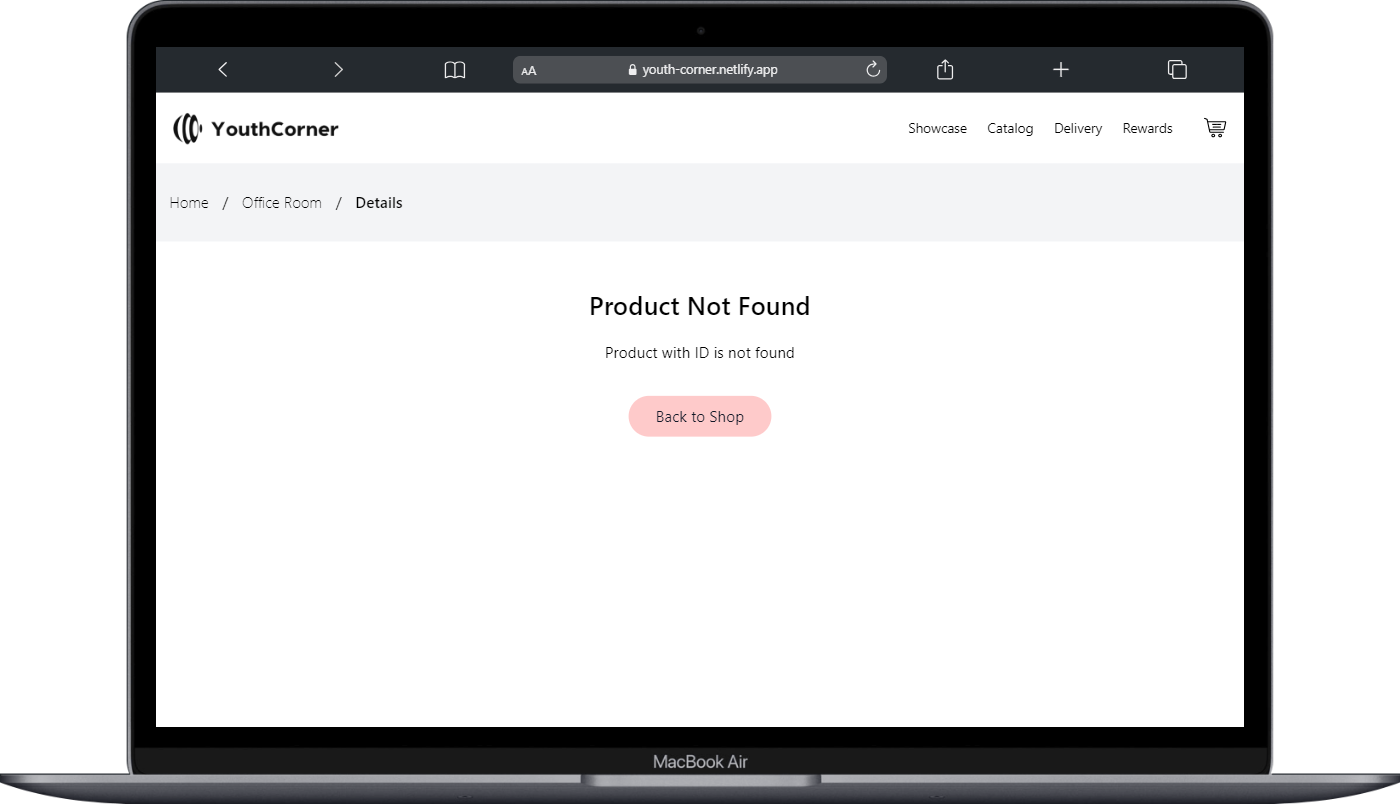 AA youth-corner.netlify.app
YouthCorner Showcase Catalog Delivery Rewards
Home / Office Room / Details
Product Not Found
Product with ID is not found
Back to Shop
MacBook Air